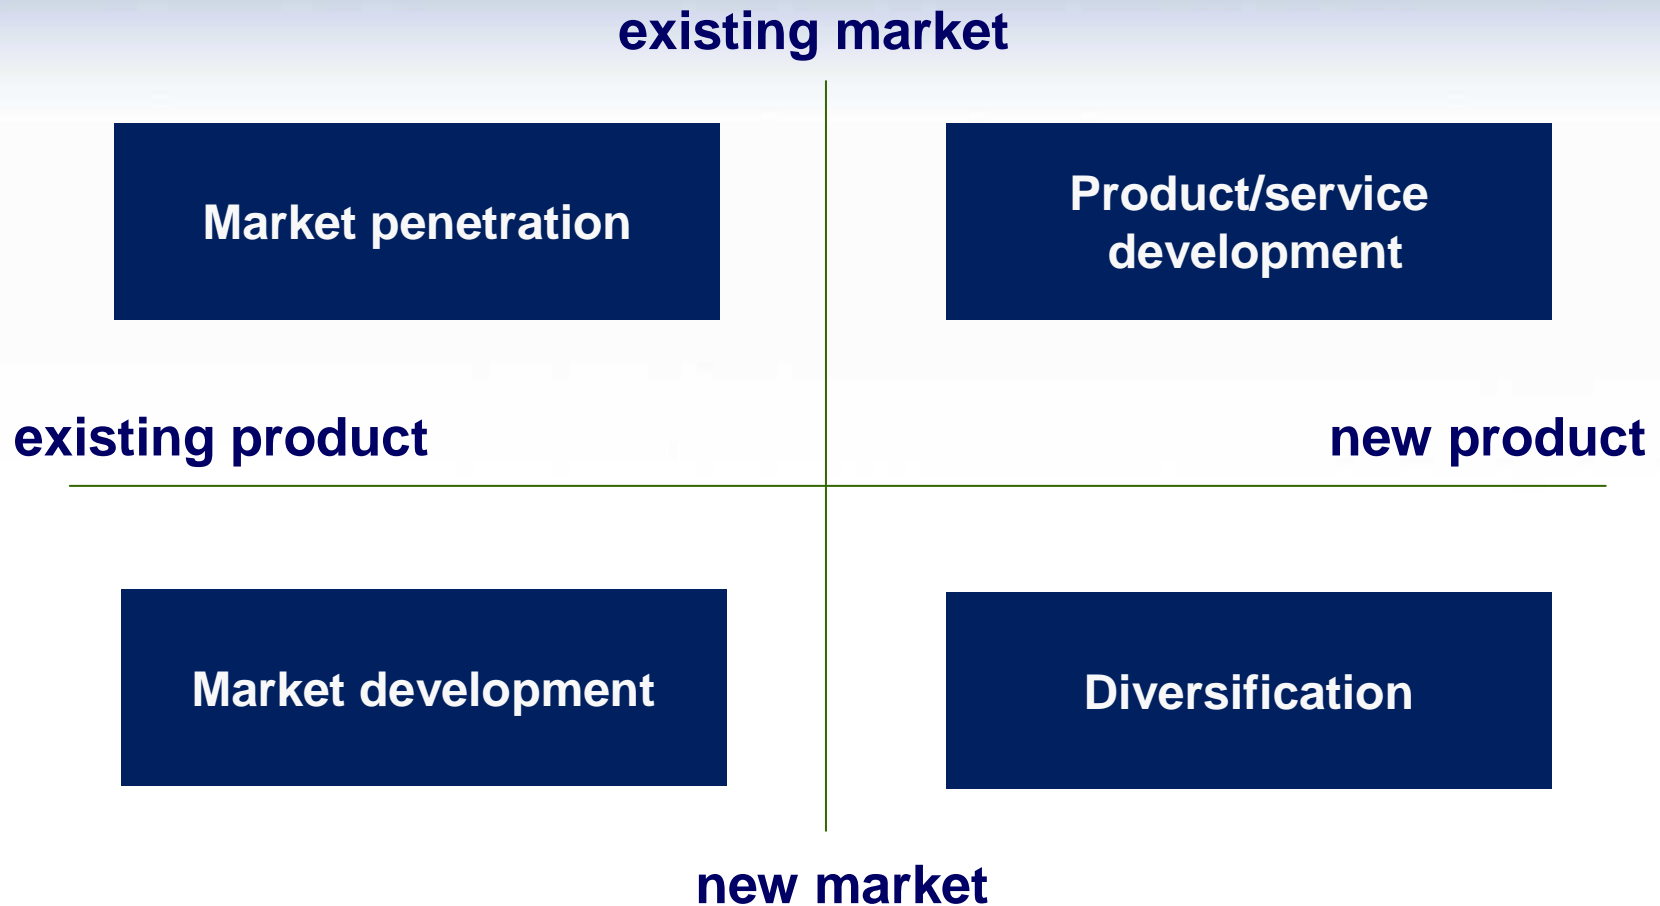 existing market
Market penetration
Product/service
development
existing product
new product
Market development
Diversification
new market